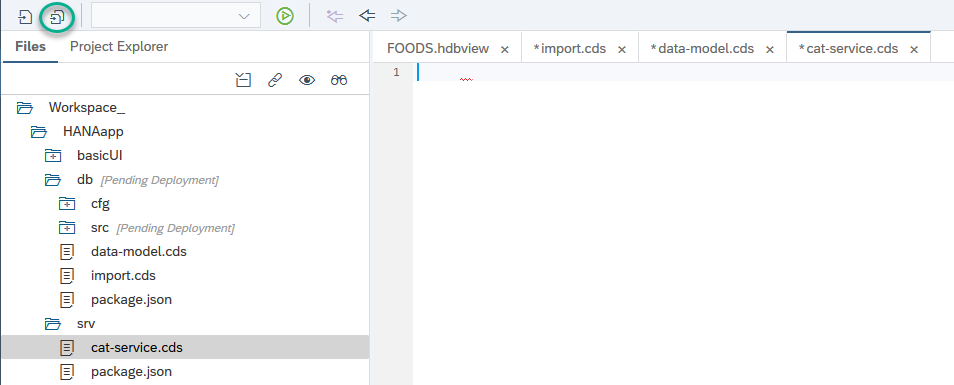 Files Project Explorer
FOODS.hdbview × *import.cds × *data-model.cds × *cat-service.cds ×
1
Workspace_
HANAapp
basicUI
db [Pending Deployment]
cfg
src [Pending Deployment]
data-model.cds
import.cds
package.json
srv
cat-service.cds
package.json